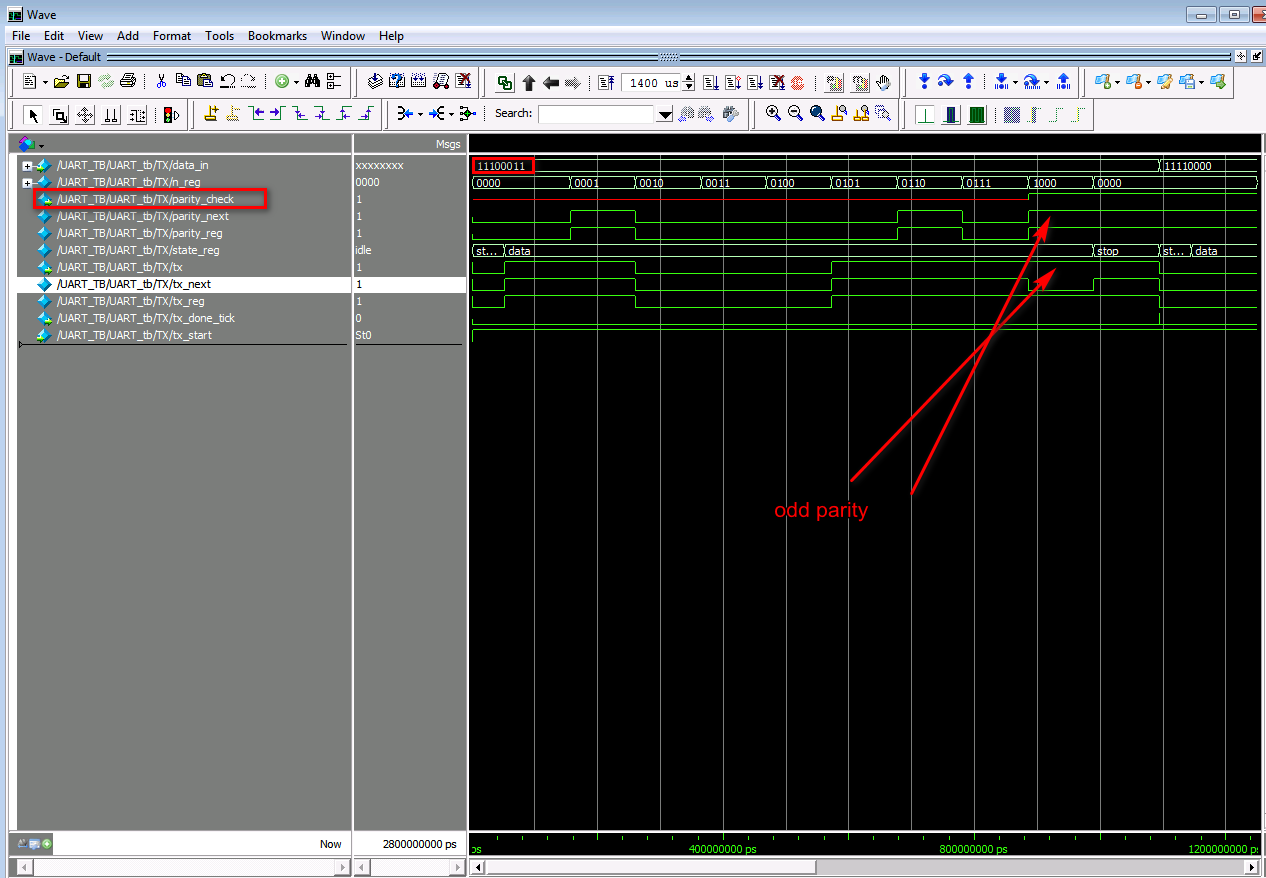 Wave
File Edit View Add Format Tools Bookmarks Window Help
Wave - Default
1400 us
Search:
Msgs
/UART_TB/UART_tb/TX/data_in xxxxxxxx 11100011 11110000
/UART_TB/UART_tb/TX/n_reg 0000 0000 0001 0010 0011 0100 0101 0110 0111 1000 0000
/UART_TB/UART_tb/TX/parity_check 1
/UART_TB/UART_tb/TX/parity_next 1
/UART_TB/UART_tb/TX/parity_reg 1
/UART_TB/UART_tb/TX/state_reg idle st... data stop st... data
/UART_TB/UART_tb/TX/tx 1
/UART_TB/UART_tb/TX/tx_next 1
/UART_TB/UART_tb/TX/tx_reg 1
/UART_TB/UART_tb/TX/tx_done_tick 0
/UART_TB/UART_tb/TX/tx_start St0
odd parity
Now 2800000000 ps ps 400000000 ps 800000000 ps 1200000000 ps